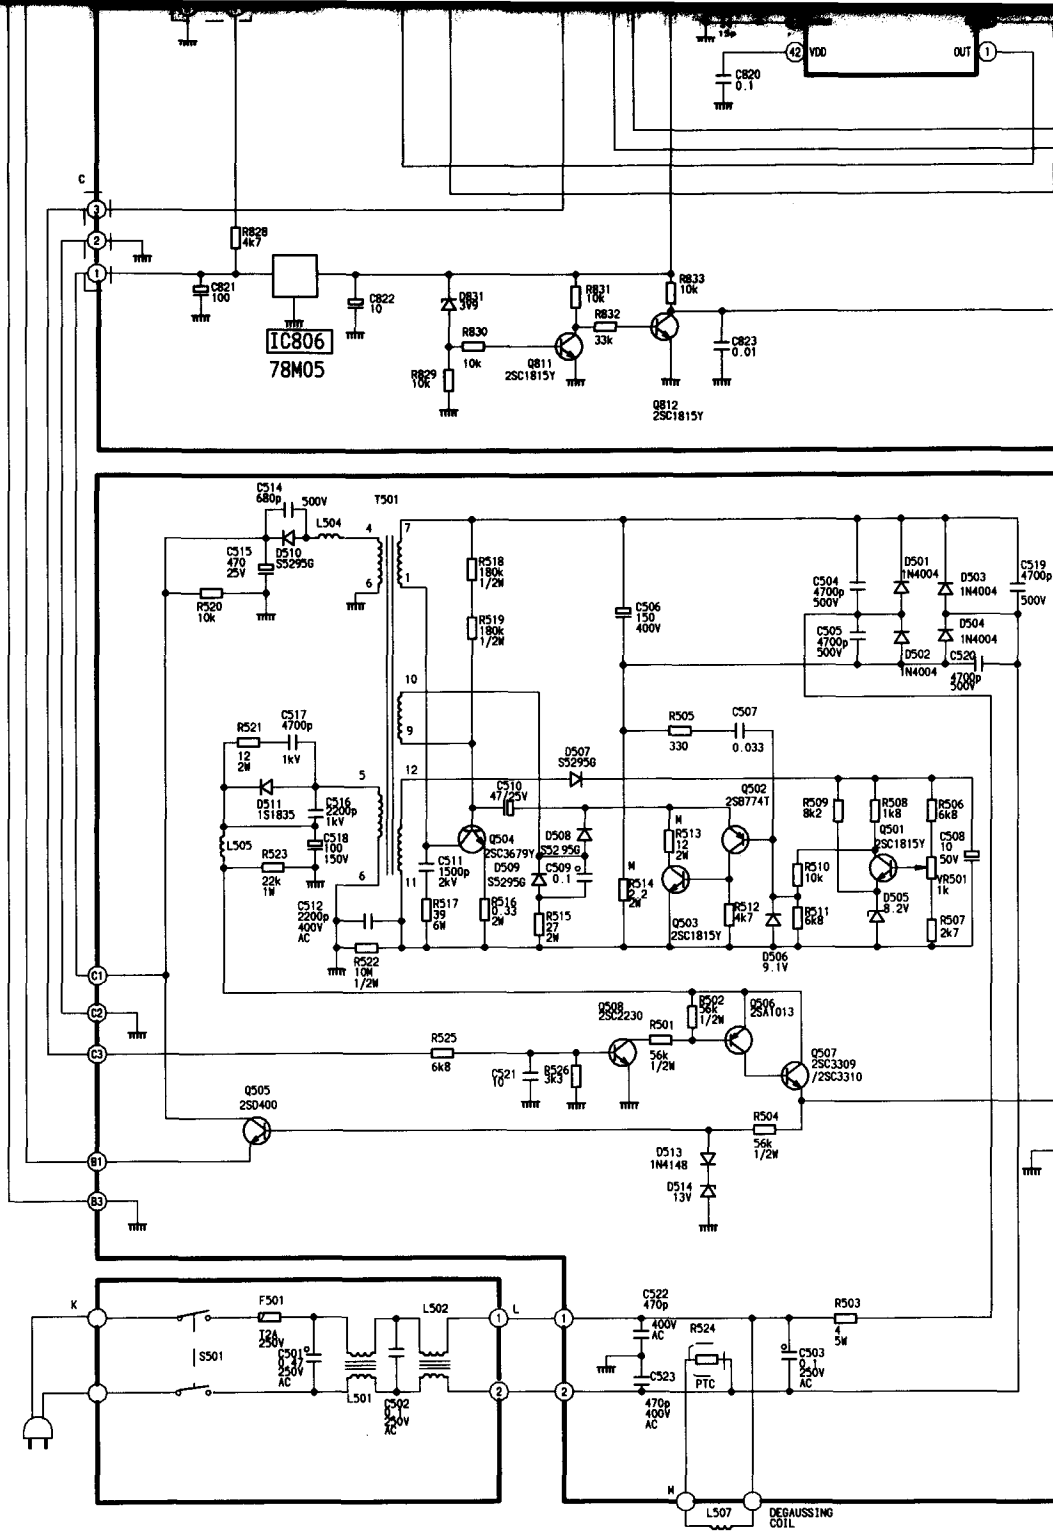 19p
42 VDD
OUT 1
C820
0.1
C
3
R828
4k7
2
1
C821
100
C822
10
D831
3V9
R831
10k
R833
10k
R830
10k
R832
33k
C823
0.01
IC806
78M05
R829
10k
Q811
2SC1815Y
Q812
2SC1815Y
C514
680p
500V
T501
L504
4
7
C515
470
25V
D510
S5295G
R518
180k
1/2W
6
1
R520
10k
R519
180k
1/2W
C506
150
400V
C504
4700p
500V
D501
1N4004
D503
1N4004
C519
4700p
500V
C505
4700p
500V
D502
1N4004
D504
1N4004
C520
4700p
500V
10
9
R521
12
2W
C517
4700p
1kV
R505
330
C507
0.033
D507
S5295G
12
5
D511
1S1835
C516
2200p
1kV
C518
100
150V
C510
47/25V
Q502
2SB774T
R509
8k2
R508
1k8
R506
6k8
Q501
2SC1815Y
C508
10
50V
L505
R523
22k
1W
Q504
2SC3679Y
D508
S5295G
M
R513
12
2W
D509
S5295G
C509
0.1
C511
1500p
2kV
M
R514
2.2
2W
R510
10k
VR501
1k
D505
8.2V
6
11
C512
2200p
400V
AC
R517
39
6W
R516
0.33
2W
R515
27
2W
Q503
2SC1815Y
R512
4k7
R511
6k8
R507
2k7
D506
9.1V
R522
10M
1/2W
C1
C2
C3
Q508
2SC2230
R502
56k
1/2W
Q506
2SA1013
R501
56k
1/2W
R525
6k8
C521
10
R526
3k3
Q507
2SC3309
/2SC3310
Q505
2SD400
R504
56k
1/2W
D513
1N4148
D514
13V
B1
B3
K
F501
T2A
250V
L502
L
1
1
C522
470p
400V
AC
R524
PTC
R503
4
5W
S501
C501
0.47
250V
AC
L501
C502
0.1
250V
AC
2
2
C523
470p
400V
AC
C503
0.1
250V
AC
M
L507
DEGAUSSING
COIL